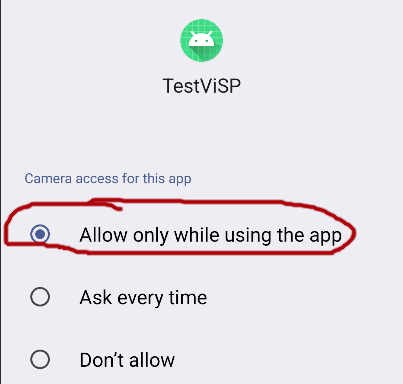 TestViSP
Camera access for this app
Allow only while using the app
Ask every time
Don’t allow